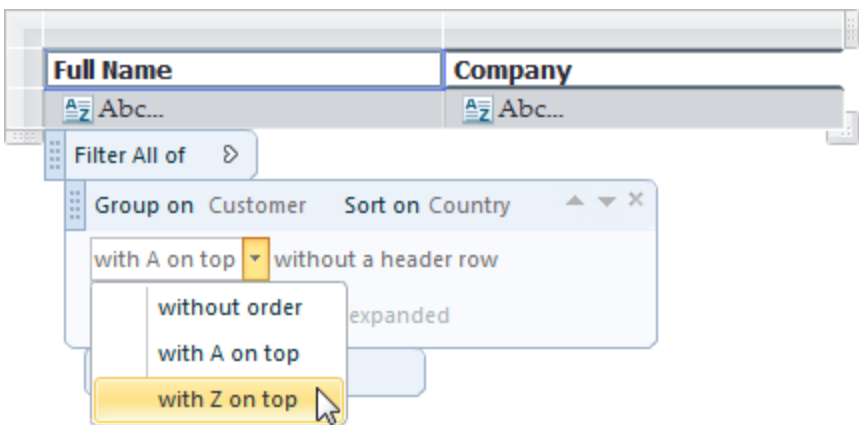 Full Name Company
Abc... Abc...
Filter All of
Group on Customer Sort on Country
with A on top without a header row
without order
expanded
with A on top
with Z on top